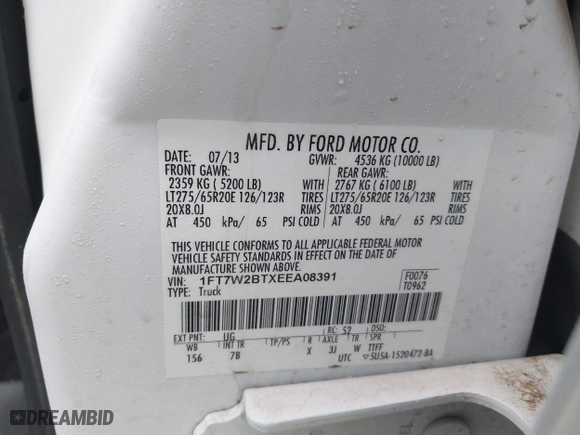 MFD. BY FORD MOTOR CO.
DATE: 07/13 GVWR: 4536 KG (10000 LB)
FRONT GAWR: REAR GAWR:
2359 KG ( 5200 LB) WITH 2767 KG ( 6100 LB) WITH
LT275/65R20E 126/123R TIRES LT275/65R20E 126/123R TIRES
20X8.0J RIMS 20X8.0J RIMS
AT 450 kPa/ 65 PSI COLD AT 450 kPa/ 65 PSI COLD
THIS VEHICLE CONFORMS TO ALL APPLICABLE FEDERAL MOTOR
VEHICLE SAFETY STANDARDS IN EFFECT ON THE DATE OF
MANUFACTURE SHOWN ABOVE.
VIN: 1FT7W2BTXEEA08391 F0076
TYPE: Truck T0962
EXT PNT: UG RC: 52 DSO:
WB INT TR TP/PS R AXLE TR SPR
156 7B X 3J W TTFF
UTC 5U5A-1520472-BA
DREAMBID